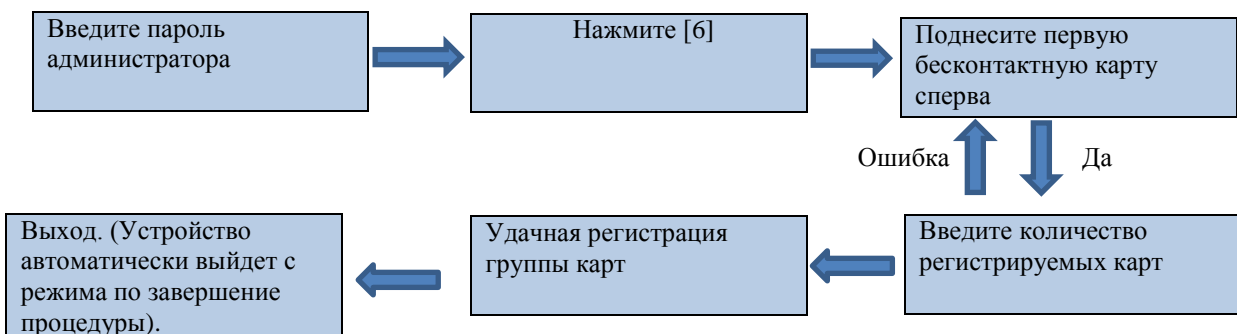 Введите пароль
администратора
Нажмите [6]
Поднесите первую
бесконтактную карту
сперва
Ошибка
Да
Введите количество
регистрируемых карт
Удачная регистрация
группы карт
Выход. (Устройство
автоматически выйдет с
режима по завершение
процедуры).